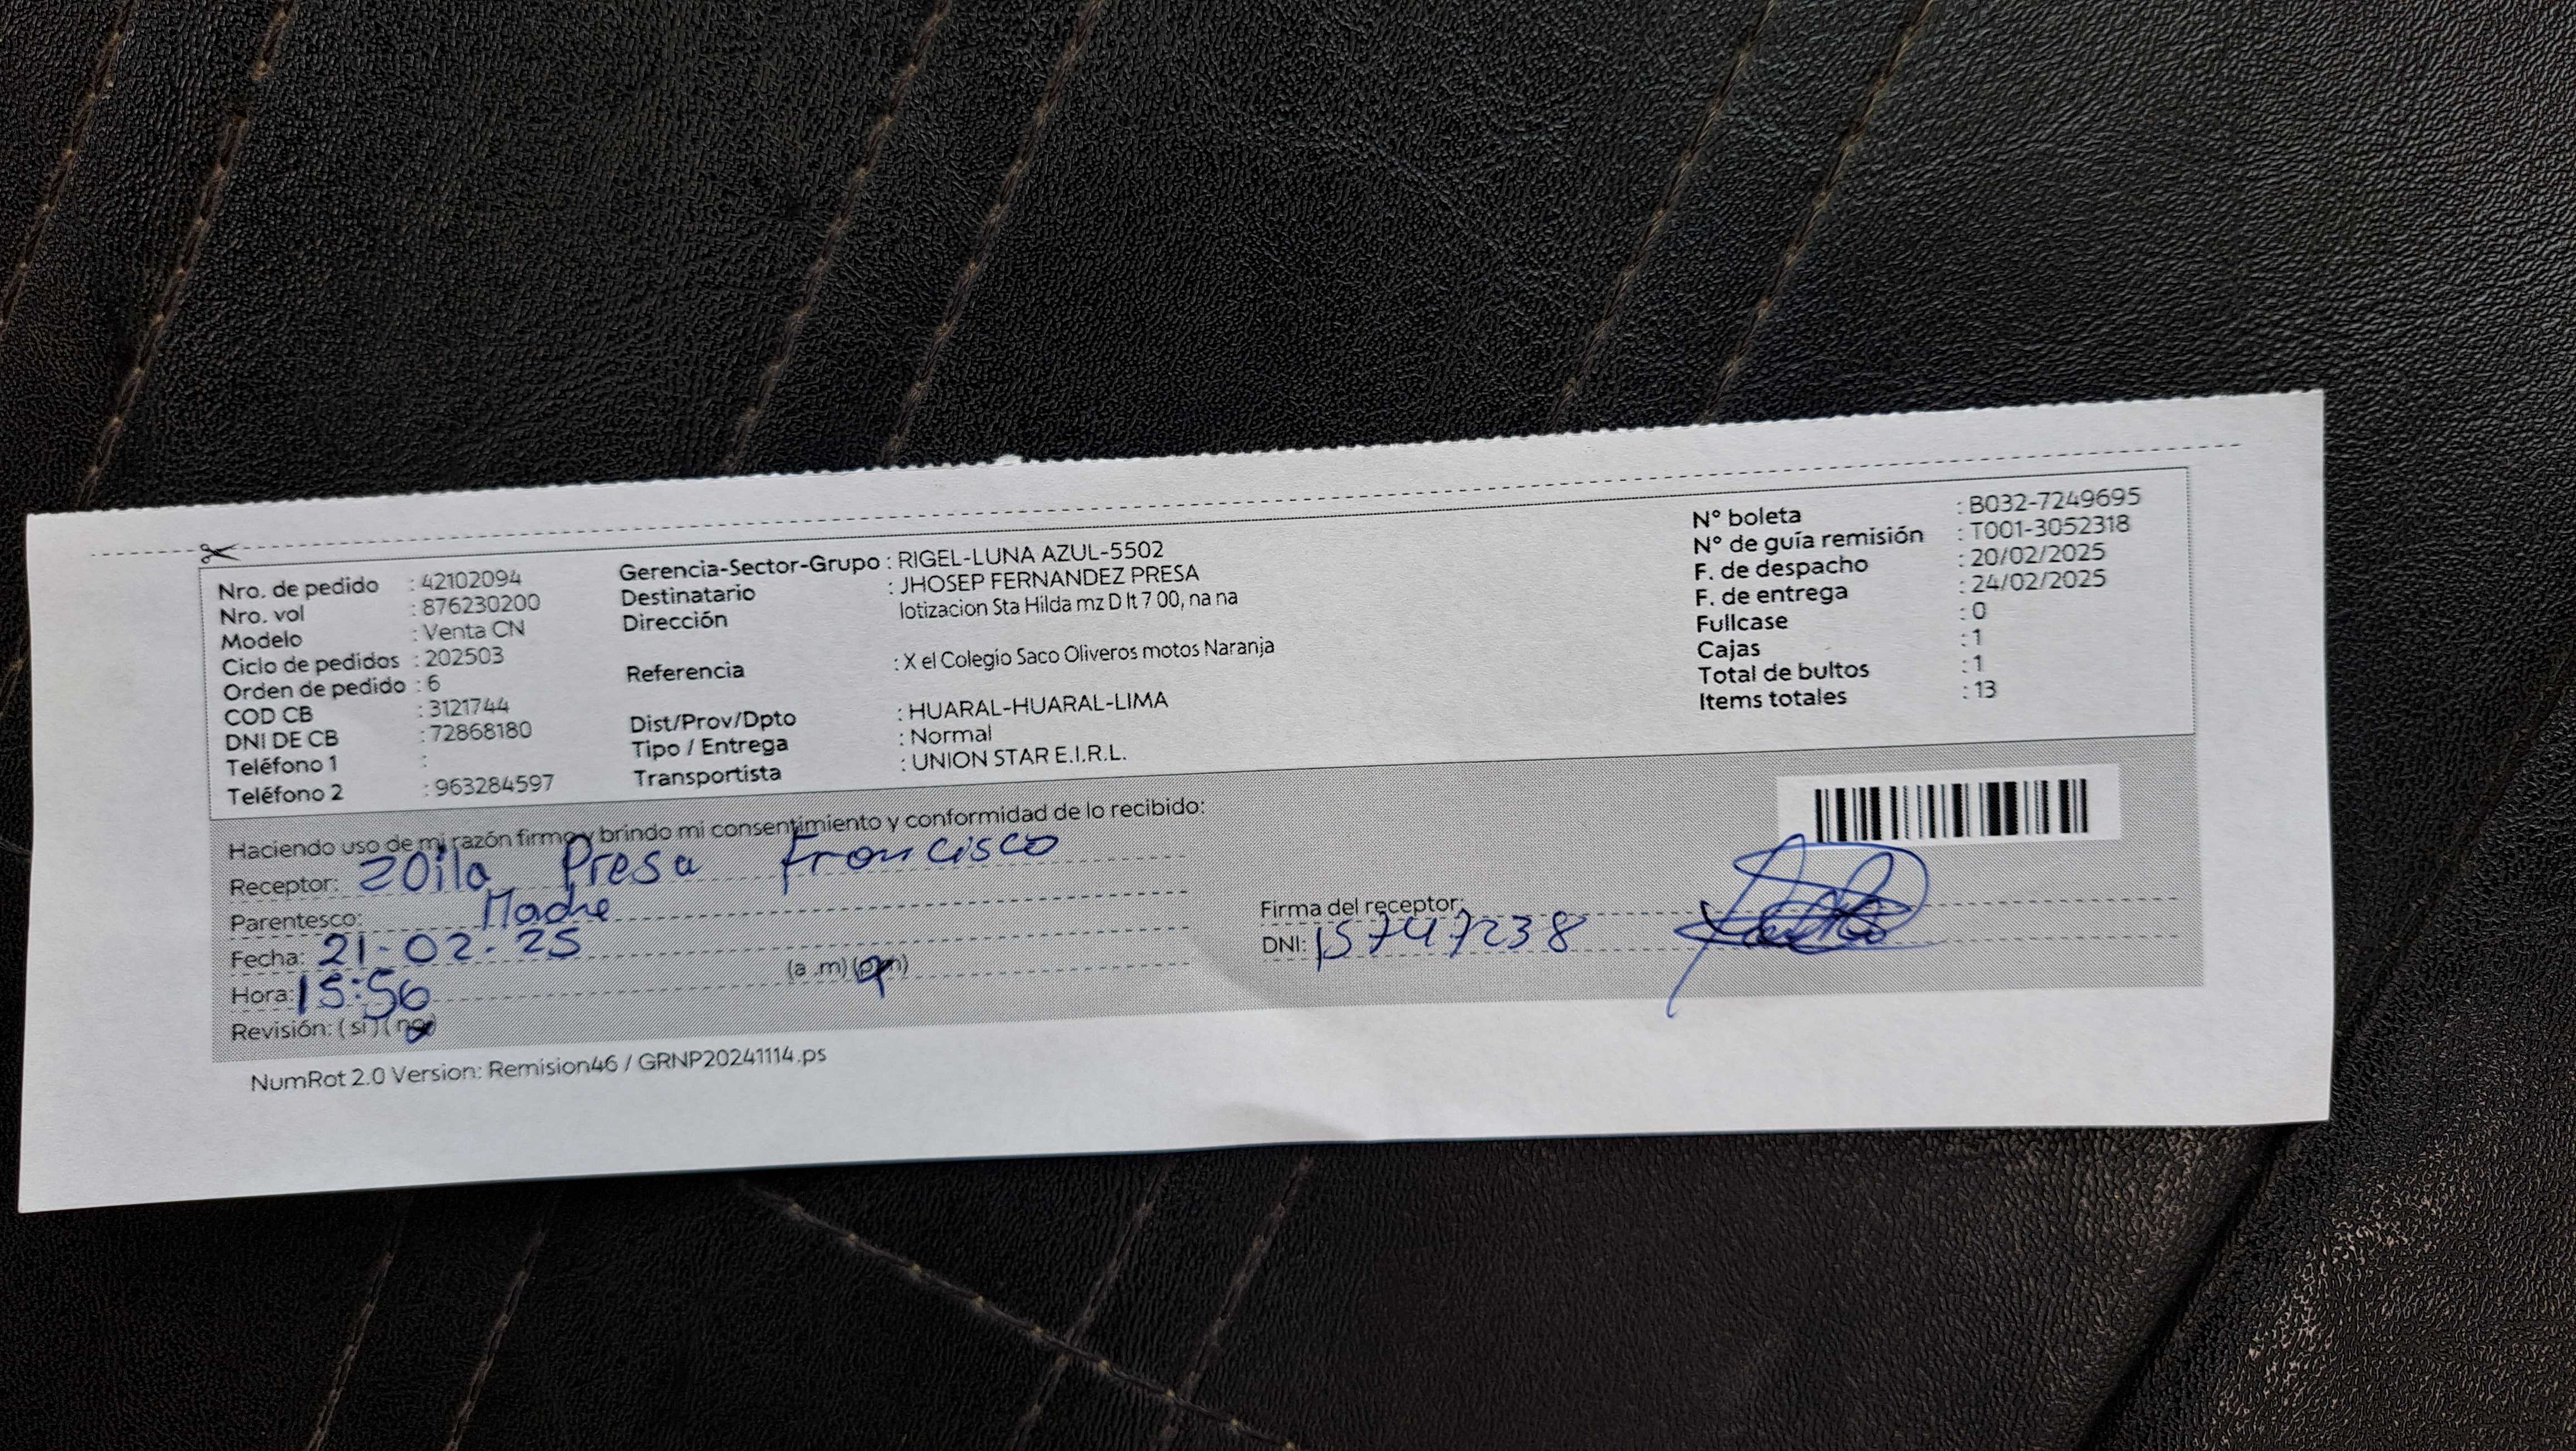 Nro. de pedido : 42102094
Nro. vol : 876230200
Modelo : Venta CN
Ciclo de pedidos : 202503
Orden de pedido : 6
COD CB : 3121744
DNI DE CB : 72868180
Teléfono 1 :
Teléfono 2 : 963284597
Gerencia-Sector-Grupo : RIGEL-LUNA AZUL-5502
Destinatario : JHOSEP FERNANDEZ PRESA
Dirección lotizacion Sta Hilda mz D lt 7 00, na na
Referencia : X el Colegio Saco Oliveros motos Naranja
Dist/Prov/Dpto : HUARAL-HUARAL-LIMA
Tipo / Entrega : Normal
Transportista : UNION STAR E.I.R.L.
N° boleta : B032-7249695
N° de guía remisión : T001-3052318
F. de despacho : 20/02/2025
F. de entrega : 24/02/2025
Fullcase : 0
Cajas : 1
Total de bultos : 1
Items totales : 13
Haciendo uso de mi razón firmo y brindo mi consentimiento y conformidad de lo recibido:
Receptor: Zoila Presa Francisco
Parentesco: Madre
Fecha: 21-02-25
Hora: 15:56 (a .m) (p.m)
Revisión: ( si ) ( no )
Firma del receptor:
DNI: 15747238
NumRot 2.0 Version: Remision46 / GRNP20241114.ps